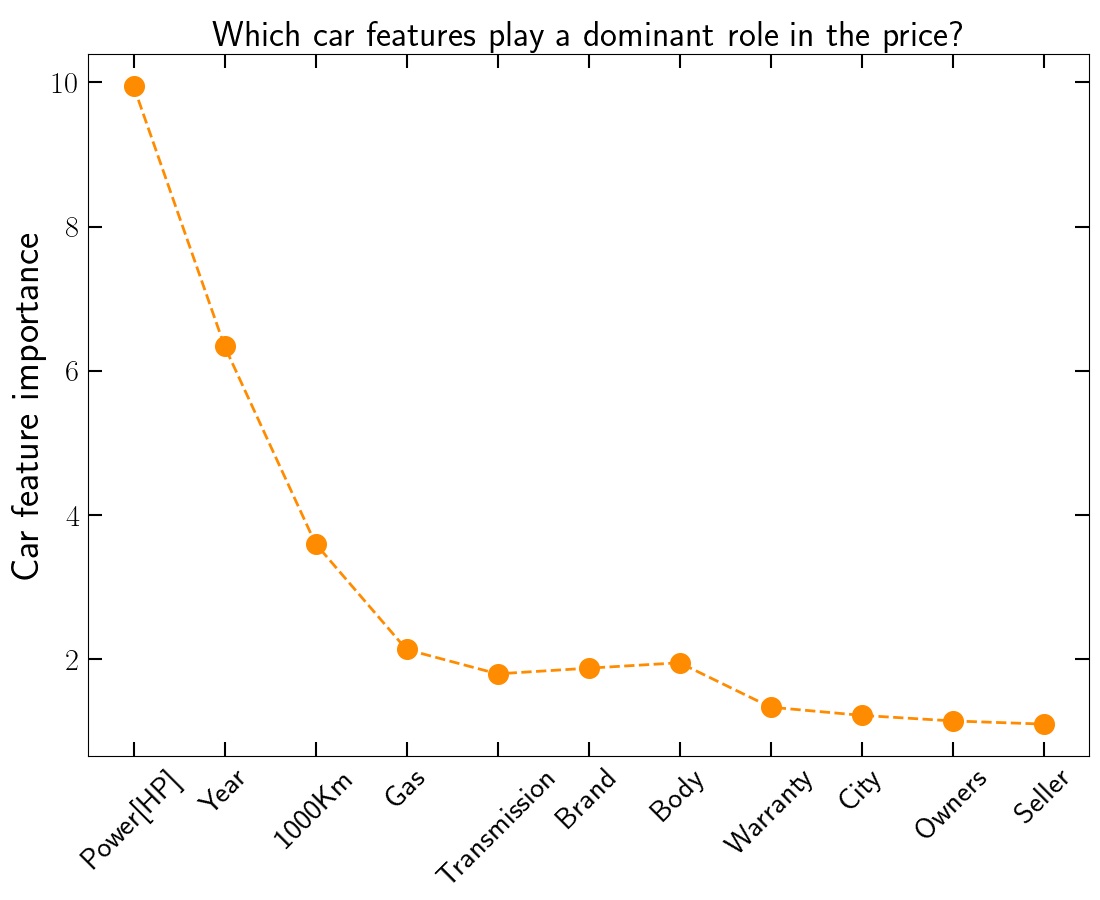 Which car features play a dominant role in the price?
Car feature importance
10
8
6
4
2
Power[HP]
Year
1000Km
Gas
Transmission
Brand
Body
Warranty
City
Owners
Seller